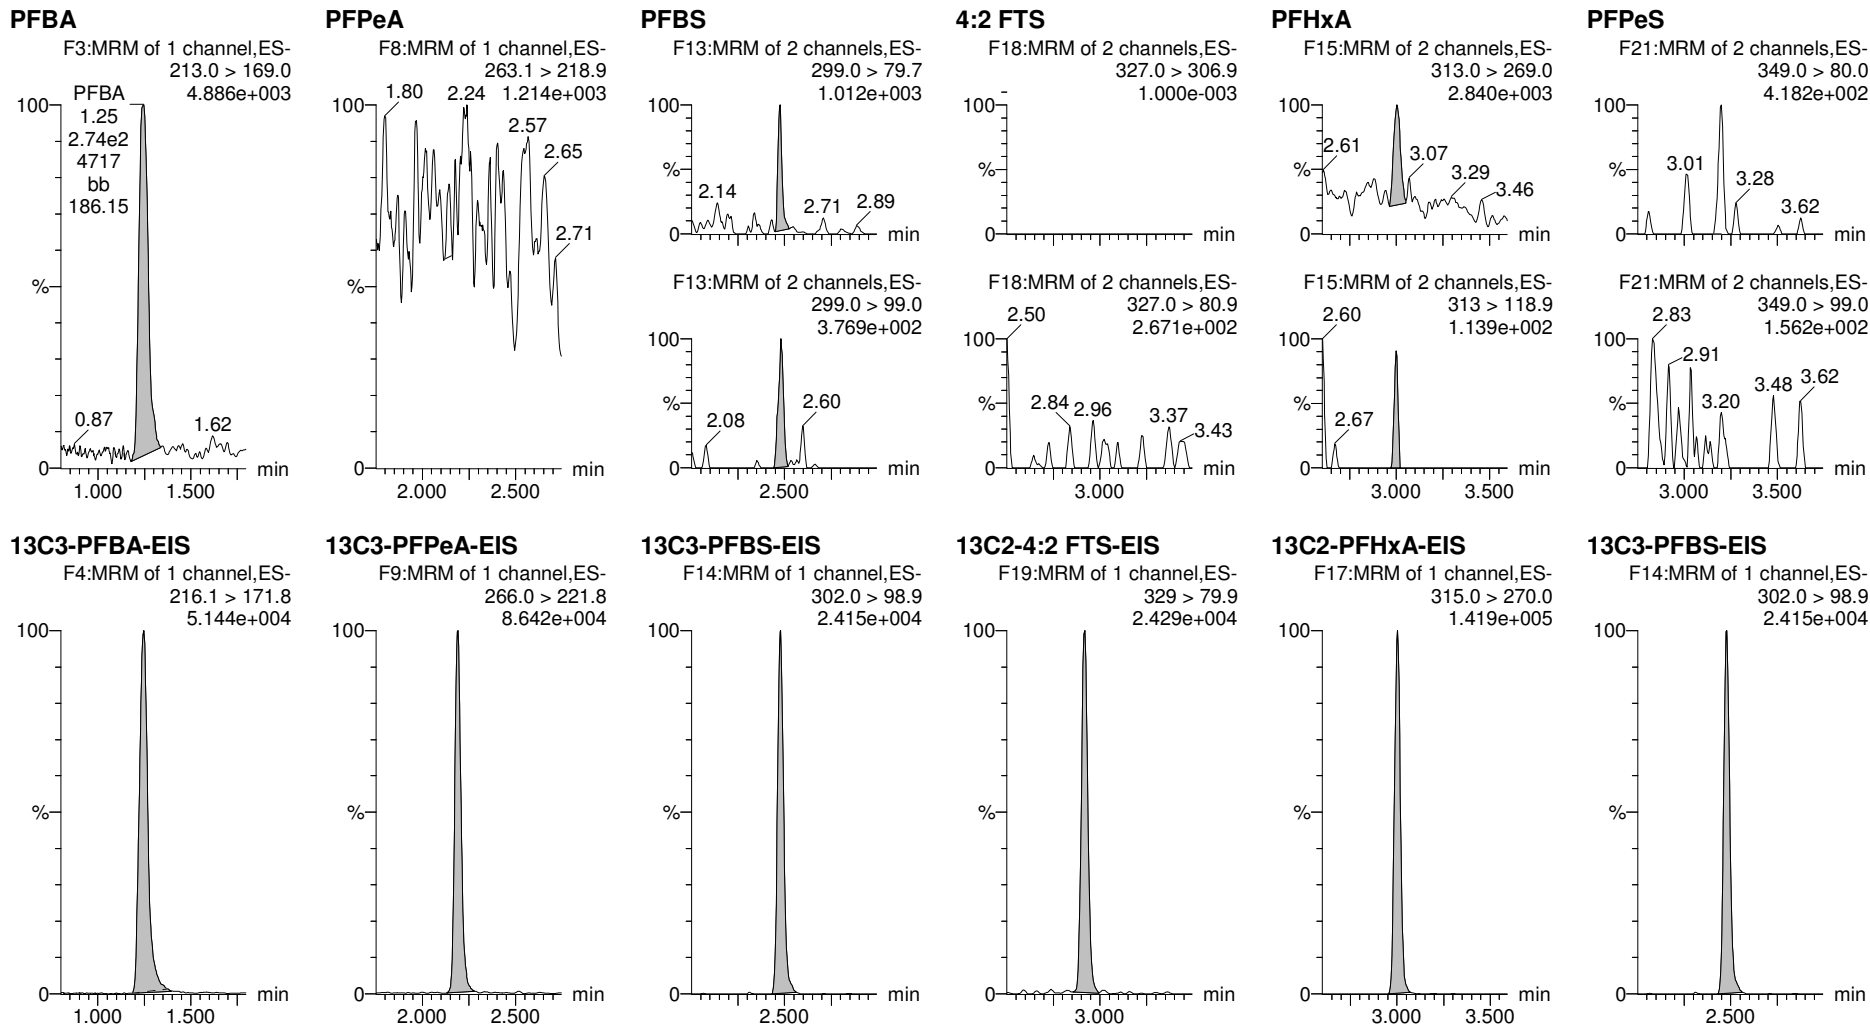 PFBA
F3:MRM of 1 channel,ES-
213.0 > 169.0
4.886e+003
PFBA
1.25
2.74e2
4717
bb
186.15
100
%
0
0.87
1.62
min
1.000 1.500
PFPeA
F8:MRM of 1 channel,ES-
263.1 > 218.9
1.214e+003
100
%
0
1.80
2.24
2.57
2.65
2.71
min
2.000 2.500
PFBS
F13:MRM of 2 channels,ES-
299.0 > 79.7
1.012e+003
100
%
0
2.14
2.71
2.89
min
F13:MRM of 2 channels,ES-
299.0 > 99.0
3.769e+002
100
%
0
2.08
2.60
min
2.500
4:2 FTS
F18:MRM of 2 channels,ES-
327.0 > 306.9
1.000e-003
100
%
0
min
F18:MRM of 2 channels,ES-
327.0 > 80.9
2.671e+002
2.50
100
%
0
2.84
2.96
3.37
3.43
min
3.000
PFHxA
F15:MRM of 2 channels,ES-
313.0 > 269.0
2.840e+003
100
%
0
2.61
3.07
3.29
3.46
min
F15:MRM of 2 channels,ES-
313 > 118.9
1.139e+002
2.60
100
%
0
2.67
min
3.000 3.500
PFPeS
F21:MRM of 2 channels,ES-
349.0 > 80.0
4.182e+002
100
%
0
3.01
3.28
3.62
min
F21:MRM of 2 channels,ES-
349.0 > 99.0
1.562e+002
2.83
100
%
0
2.91
3.20
3.48
3.62
min
3.000 3.500
13C3-PFBA-EIS
F4:MRM of 1 channel,ES-
216.1 > 171.8
5.144e+004
100
%
0
min
1.000 1.500
13C3-PFPeA-EIS
F9:MRM of 1 channel,ES-
266.0 > 221.8
8.642e+004
100
%
0
min
2.000 2.500
13C3-PFBS-EIS
F14:MRM of 1 channel,ES-
302.0 > 98.9
2.415e+004
100
%
0
min
2.500
13C2-4:2 FTS-EIS
F19:MRM of 1 channel,ES-
329 > 79.9
2.429e+004
100
%
0
min
3.000
13C2-PFHxA-EIS
F17:MRM of 1 channel,ES-
315.0 > 270.0
1.419e+005
100
%
0
min
3.000 3.500
13C3-PFBS-EIS
F14:MRM of 1 channel,ES-
302.0 > 98.9
2.415e+004
100
%
0
min
2.500